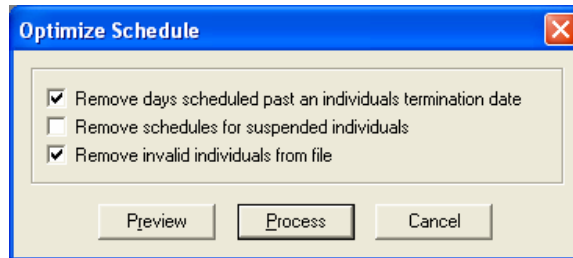 Optimize Schedule
Remove days scheduled past an individuals termination date
Remove schedules for suspended individuals
Remove invalid individuals from file
Preview Process Cancel